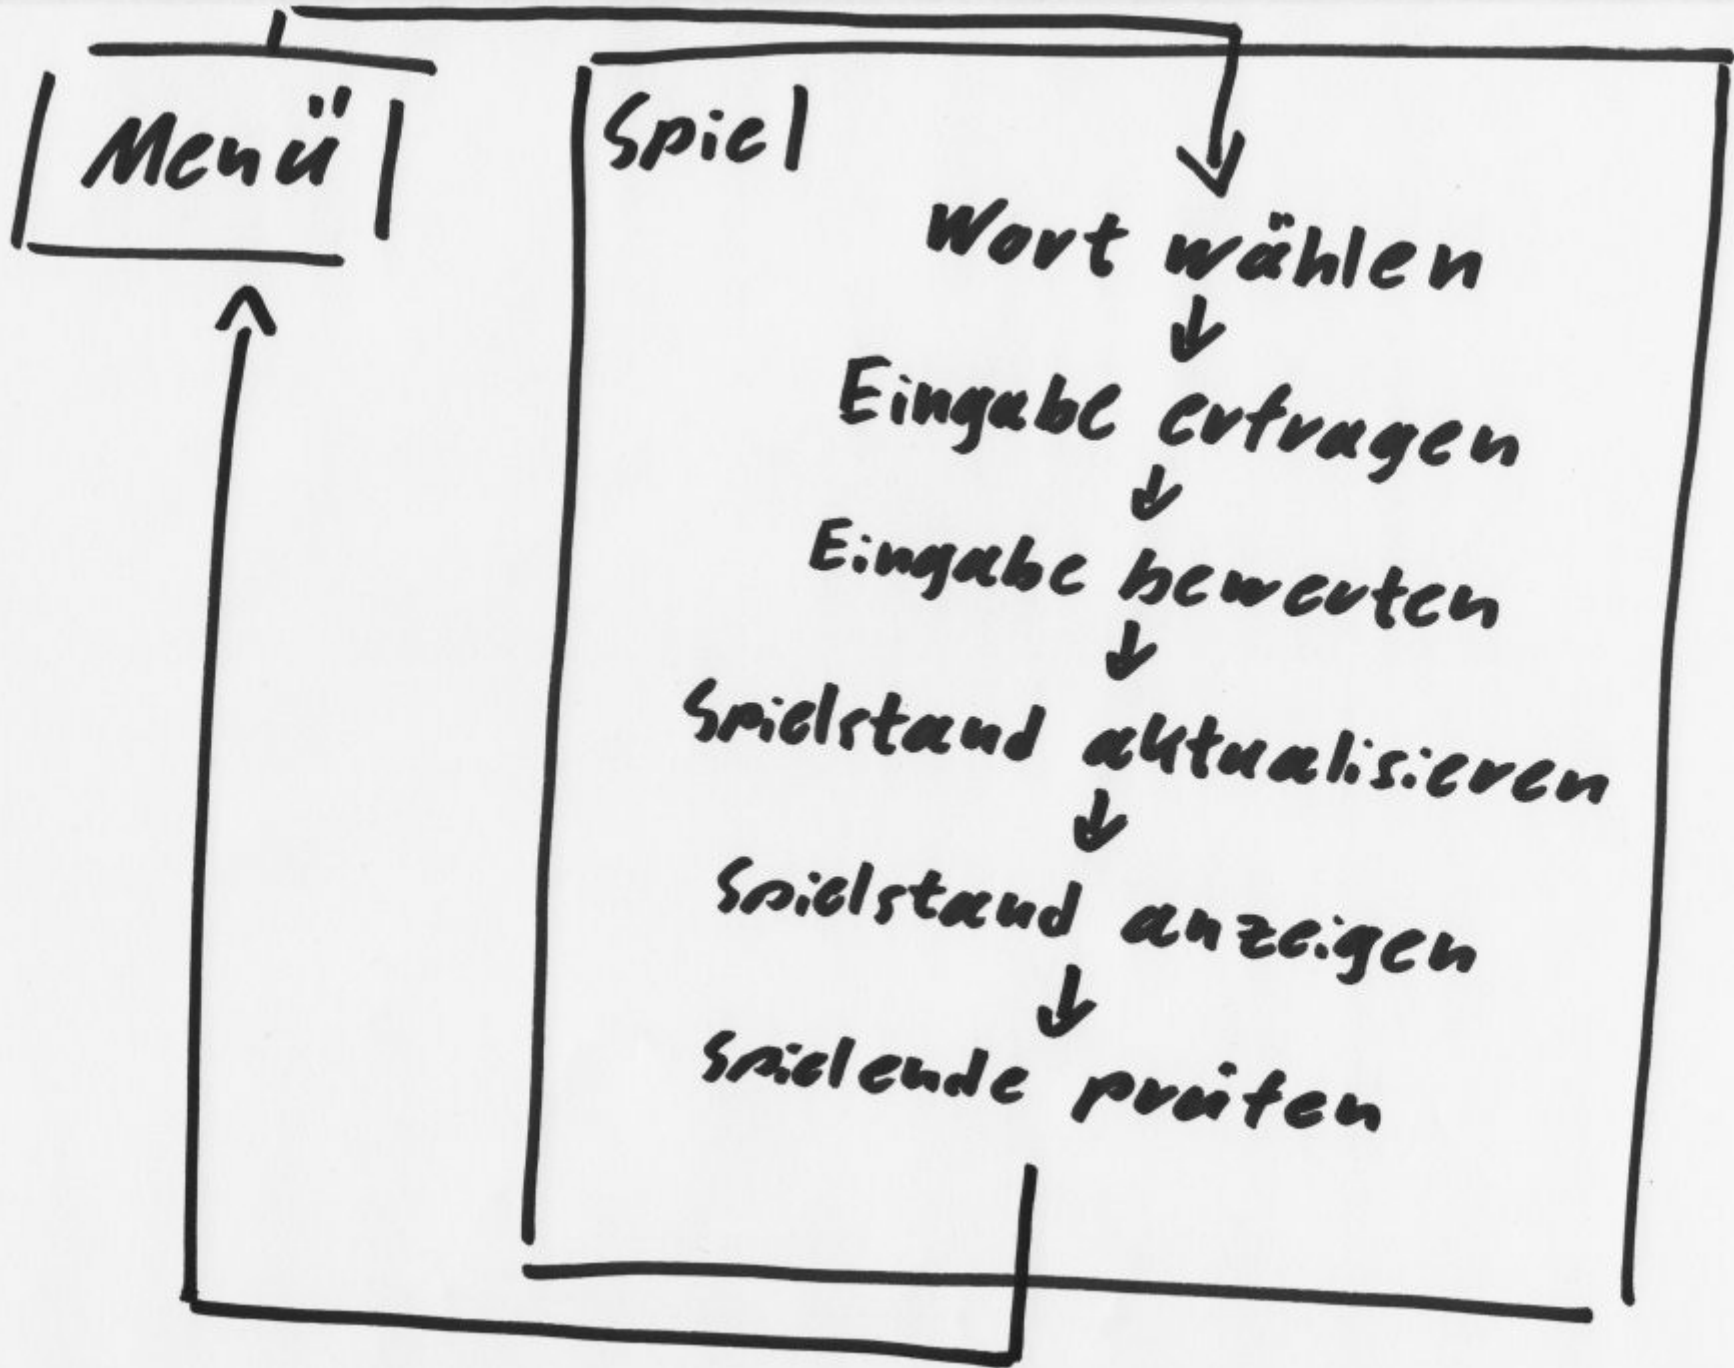 Menü
Spiel
Wort wählen
Eingabe erfragen
Eingabe bewerten
Spielstand aktualisieren
Spielstand anzeigen
Spielende prüfen